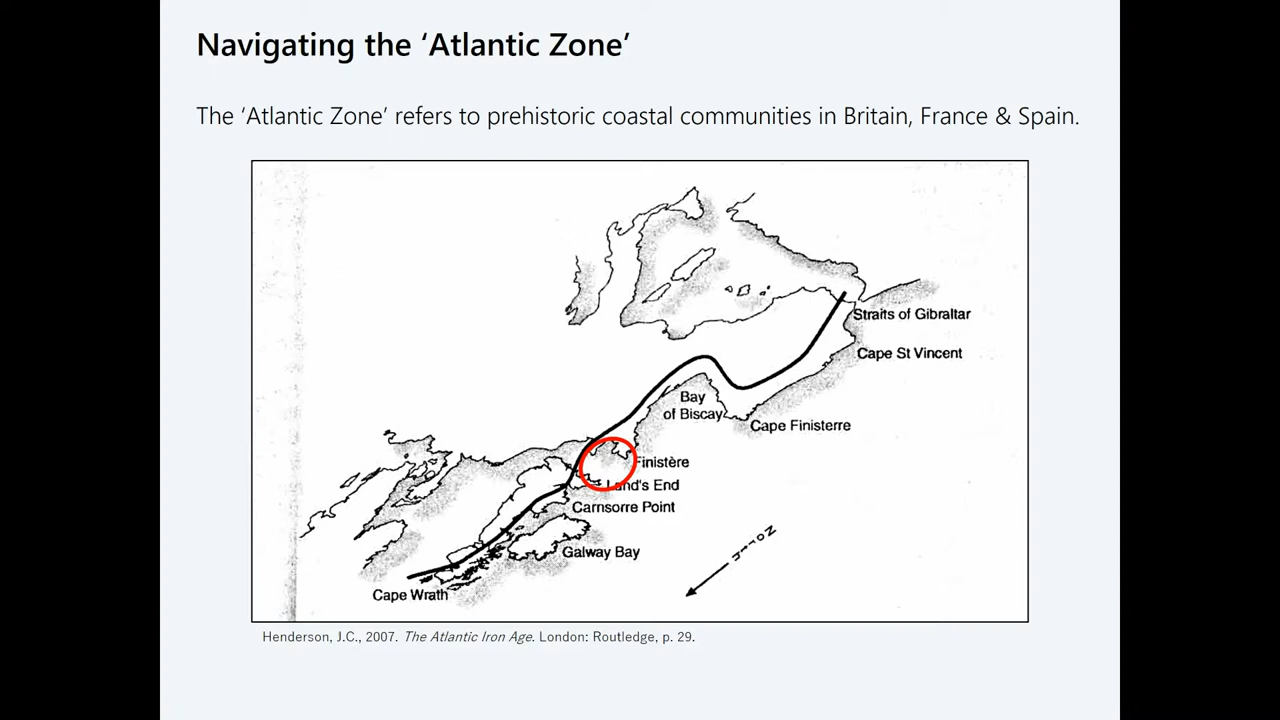 Navigating the ‘Atlantic Zone’
The ‘Atlantic Zone’ refers to prehistoric coastal communities in Britain, France & Spain.
Straits of Gibraltar
Cape St Vincent
Bay
of Biscay
Cape Finisterre
Finistère
Land's End
Carnsorre Point
North
Galway Bay
Cape Wrath
Henderson, J.C., 2007. The Atlantic Iron Age. London: Routledge, p. 29.